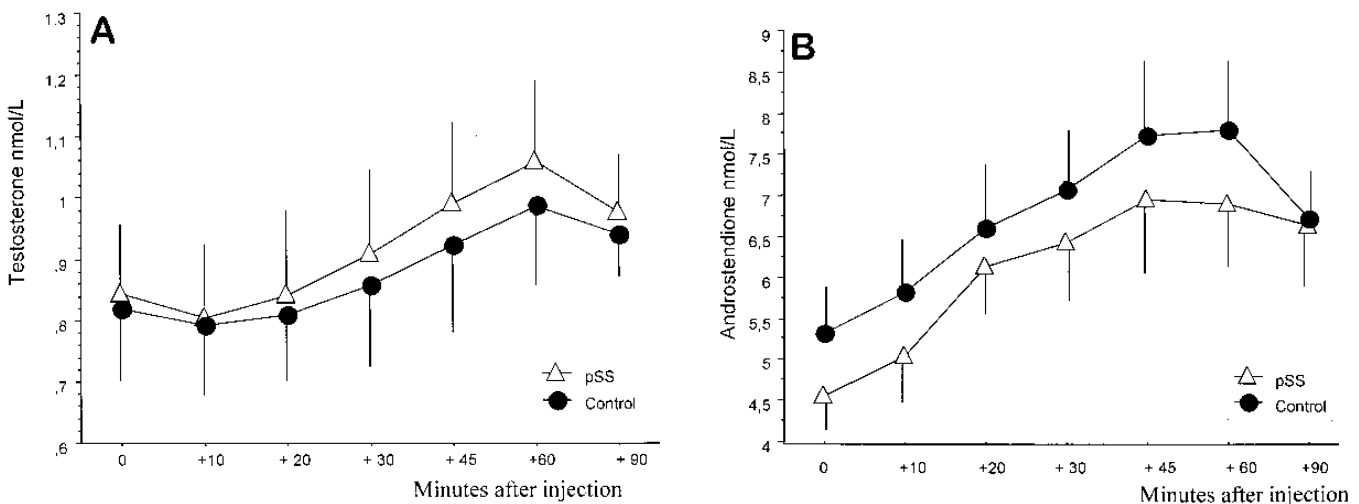 A
Testosterone nmol/L
1.3
1,2
1,1
1
,9
,8
,7
,6
pSS
Control
0 +10 + 20 + 30 + 45 +60 + 90
Minutes after injection
B
Androstendione nmol/L
9
8,5
8
7,5
7
6,5
6
5,5
5
4,5
4
pSS
Control
0 +10 +20 + 30 + 45 + 60 +90
Minutes after injection